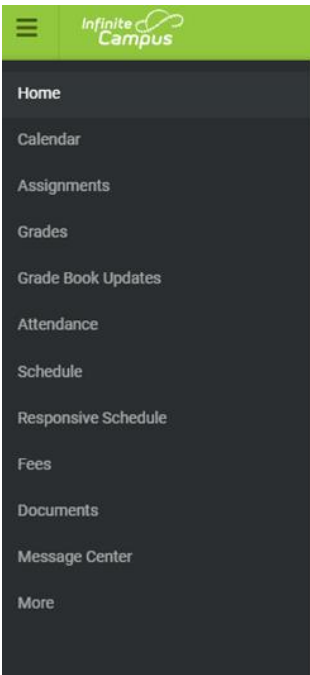 Infinite
Campus
Home
Calendar
Assignments
Grades
Grade Book Updates
Attendance
Schedule
Responsive Schedule
Fees
Documents
Message Center
More